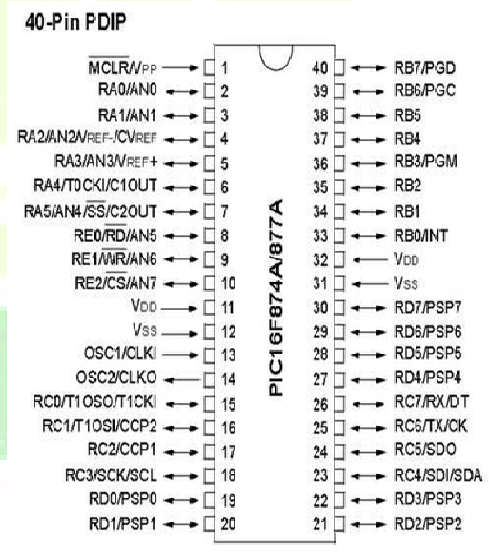 40-Pin PDIP
MCLR/VPP 1 40 RB7/PGD
RA0/AN0 2 39 RB6/PGC
RA1/AN1 3 38 RB5
RA2/AN2/VREF-/CVREF 4 37 RB4
RA3/AN3/VREF+ 5 36 RB3/PGM
RA4/T0CKI/C1OUT 6 35 RB2
RA5/AN4/SS/C2OUT 7 34 RB1
RE0/RD/AN5 8 33 RB0/INT
RE1/WR/AN6 9 32 VDD
RE2/CS/AN7 10 31 VSS
VDD 11 30 RD7/PSP7
VSS 12 29 RD6/PSP6
OSC1/CLKI 13 28 RD5/PSP5
OSC2/CLKO 14 27 RD4/PSP4
RC0/T1OSO/T1CKI 15 26 RC7/RX/DT
RC1/T1OSI/CCP2 16 25 RC6/TX/CK
RC2/CCP1 17 24 RC5/SDO
RC3/SCK/SCL 18 23 RC4/SDI/SDA
RD0/PSP0 19 22 RD3/PSP3
RD1/PSP1 20 21 RD2/PSP2
PIC16F874A/877A